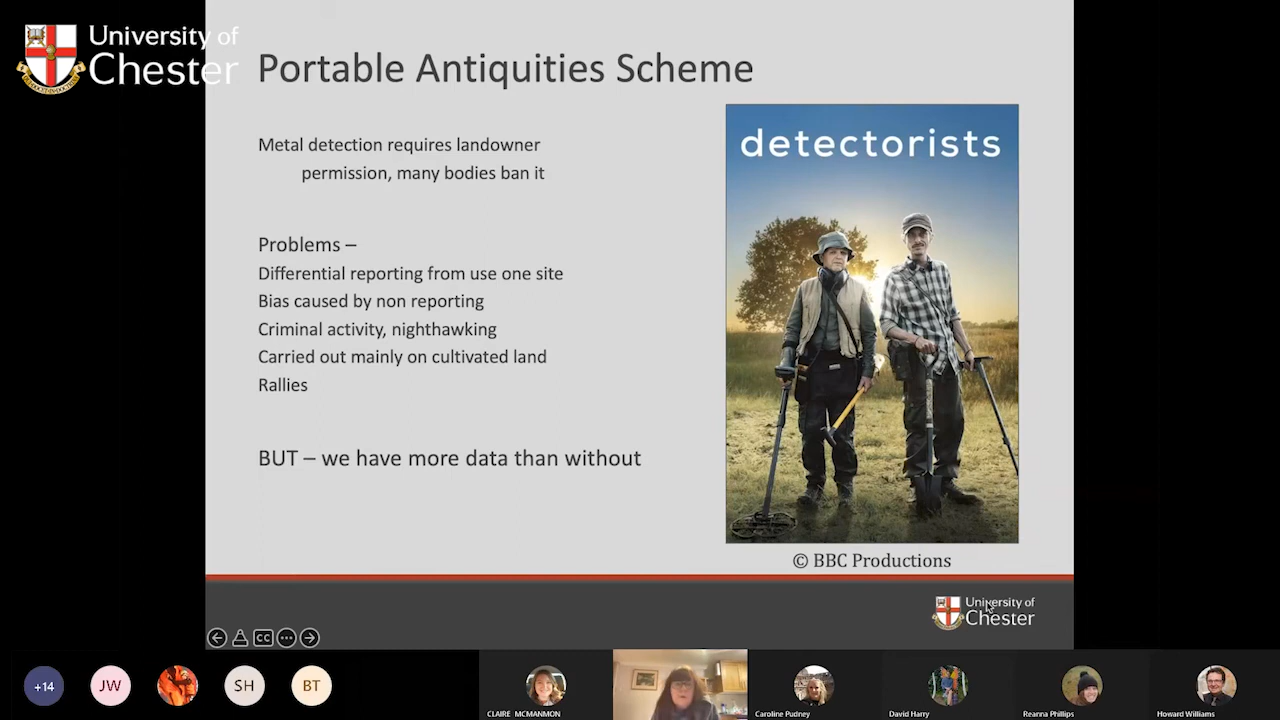 University of
Chester
Portable Antiquities Scheme
Metal detection requires landowner
permission, many bodies ban it
Problems –
Differential reporting from use one site
Bias caused by non reporting
Criminal activity, nighthawking
Carried out mainly on cultivated land
Rallies
BUT – we have more data than without
detectorists
© BBC Productions
University of
Chester
CC
+14
JW
SH
BT
CLAIRE MCMANMON
Caroline Pudney
David Harry
Reanna Phillips
Howard Williams